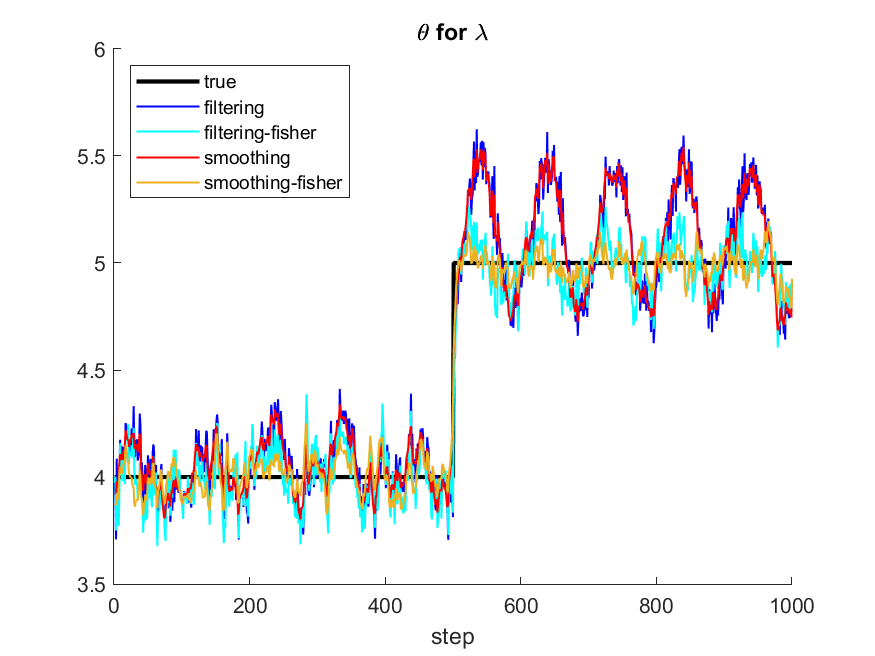 θ for λ
6
5.5
5
4.5
4
3.5
true
filtering
filtering-fisher
smoothing
smoothing-fisher
0 200 400 600 800 1000
step